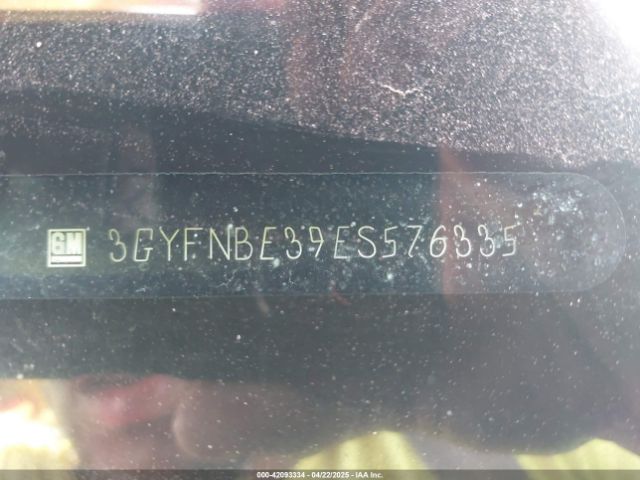 GM 3GYFNBE39ES576335
000-42093334 - 04/22/2025 - IAA Inc.